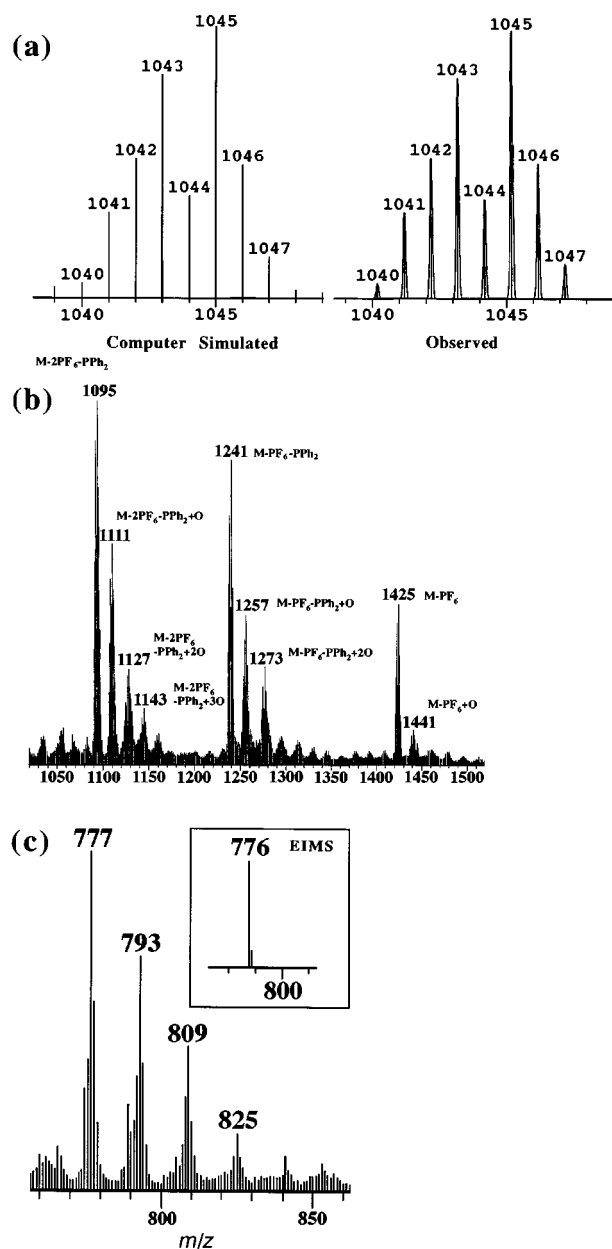 (a)
1045
1043
1042
1046
1044
1041
1047
1040
1040
1045
Computer Simulated
1045
1043
1042
1046
1044
1041
1047
1040
1040
1045
Observed
(b)
M-2PF6-PPh2
1095
M-2PF6-PPh2+O
1111
M-2PF6
-PPh2+2O
1127
M-2PF6
-PPh2+3O
1143
1241 M-PF6-PPh2
1257 M-PF6-PPh2+O
1273 M-PF6-PPh2+2O
1425 M-PF6
M-PF6+O
1441
1050 1100 1150 1200 1250 1300 1350 1400 1450 1500
(c)
777
793
809
825
776 EIMS
800
800 850
m/z